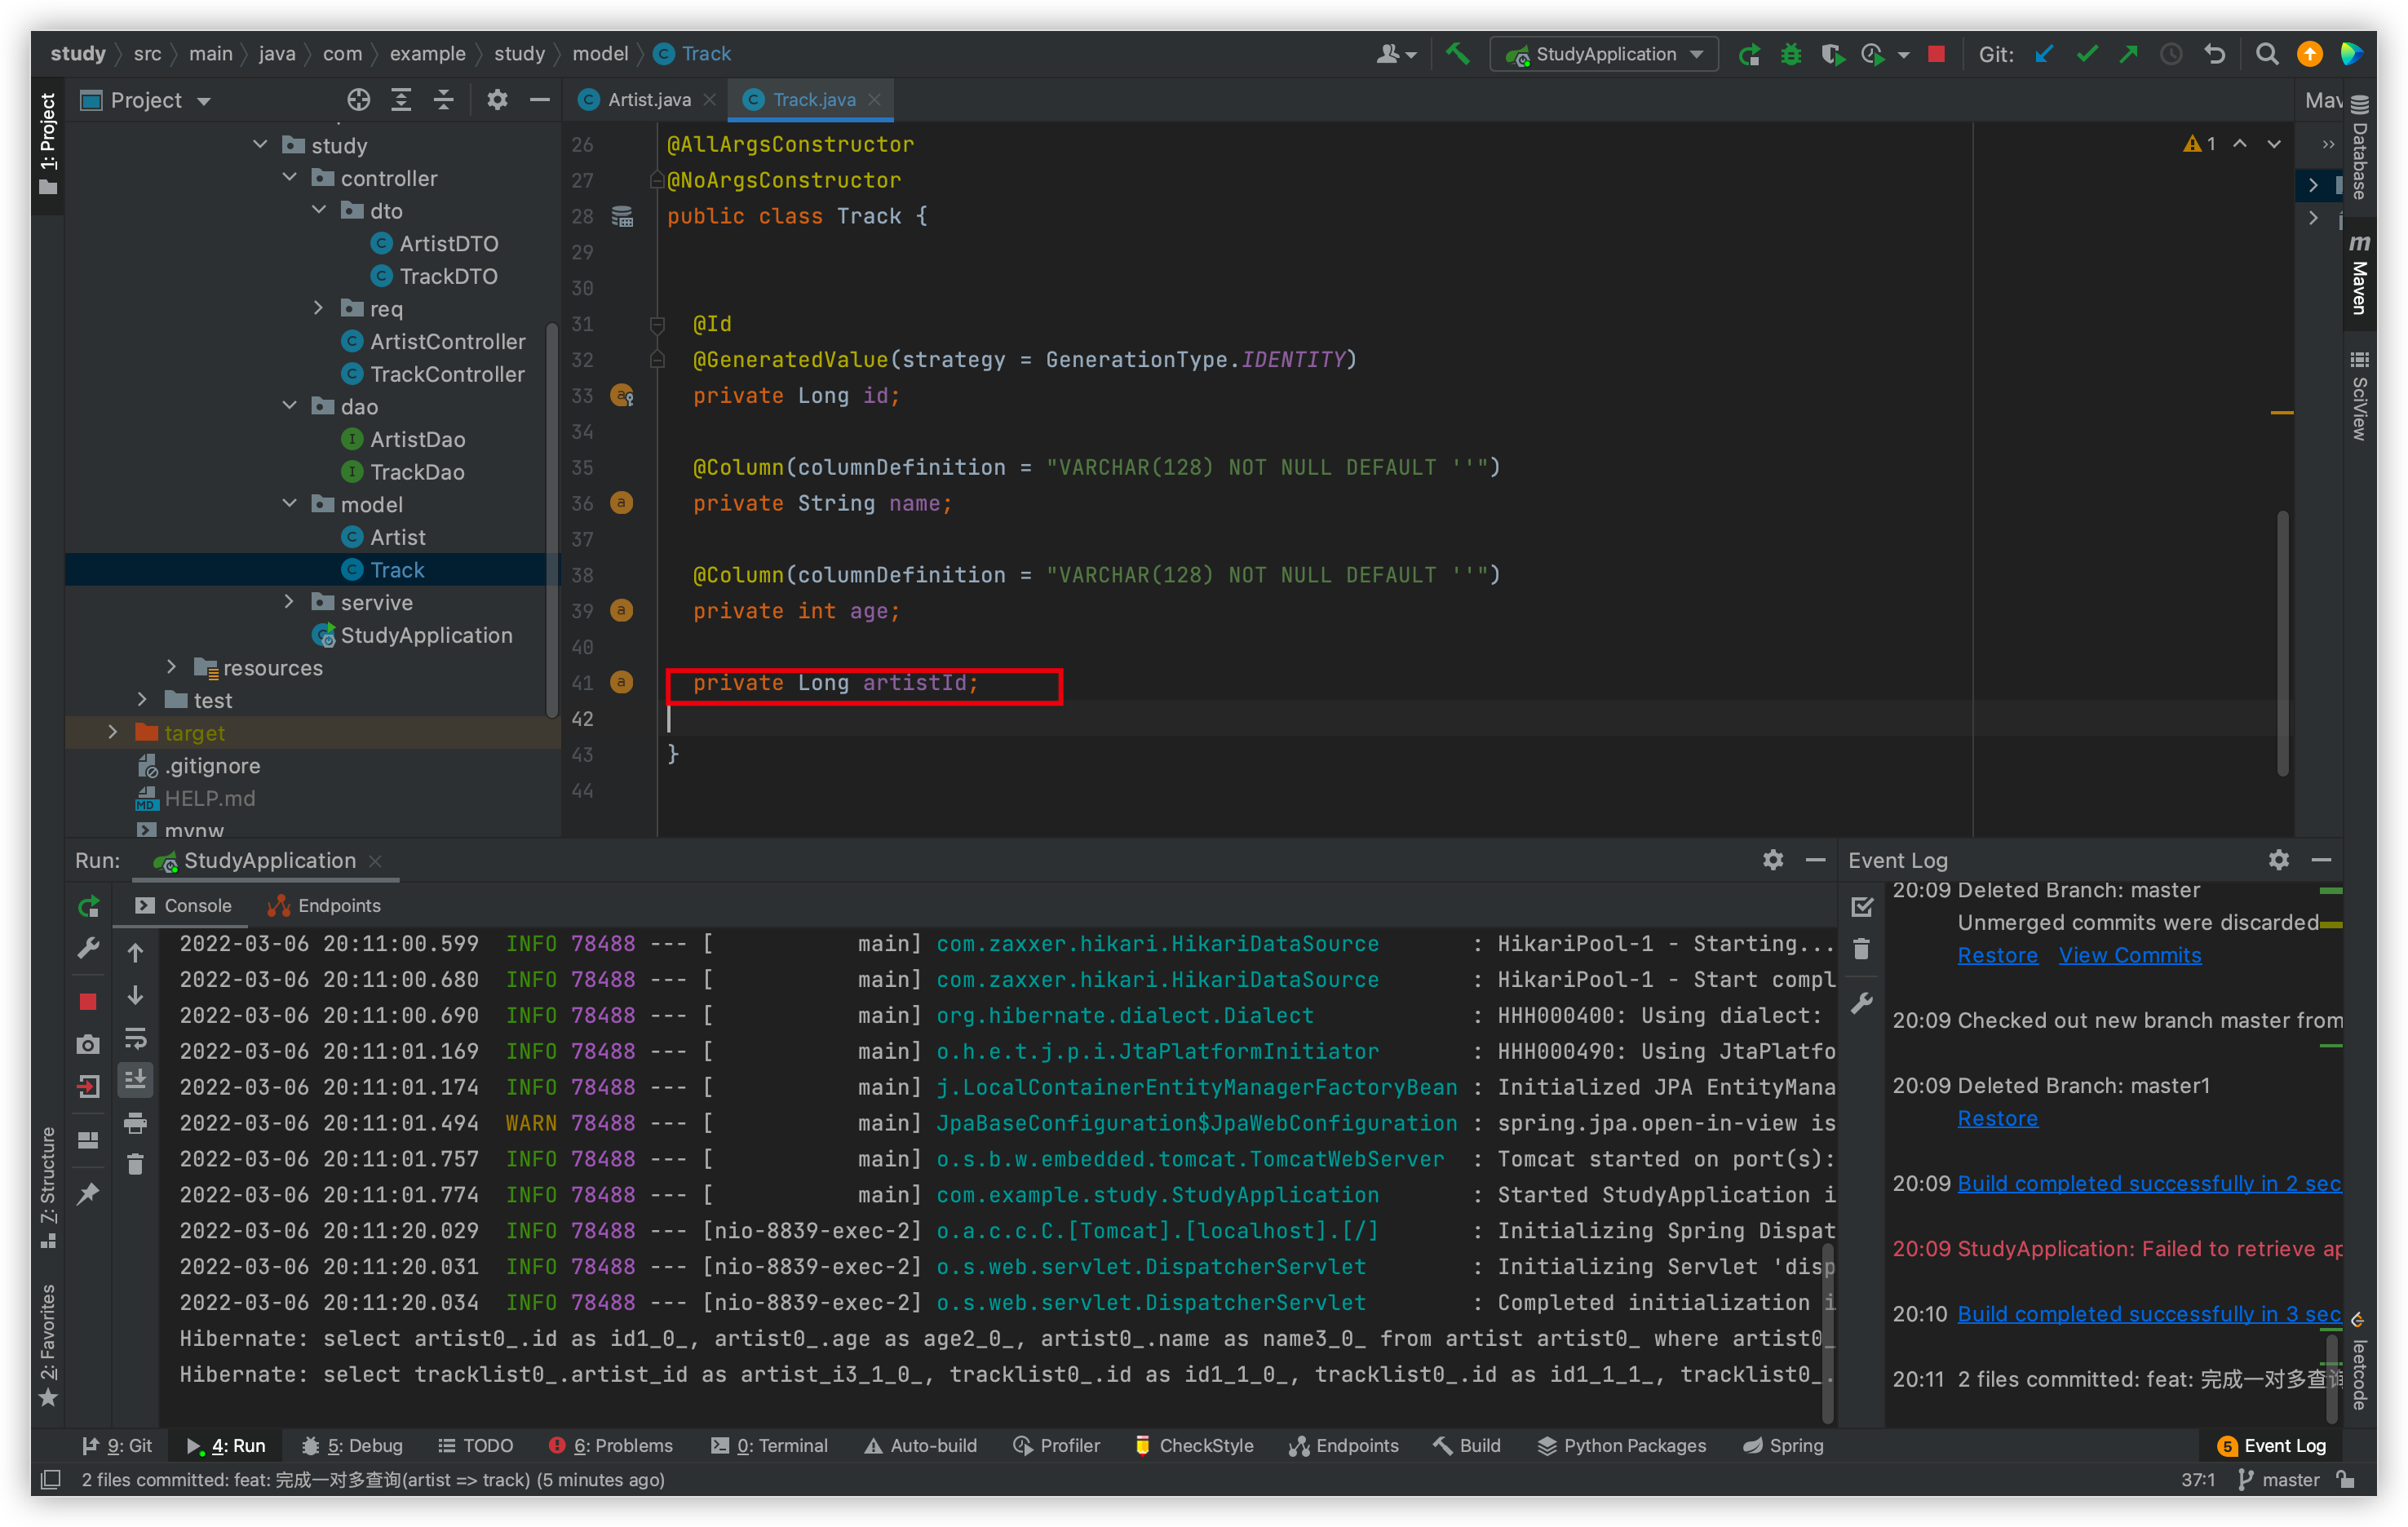 study src main java com example study model Track
StudyApplication
Git:
1: Project
Project
study
controller
dto
ArtistDTO
TrackDTO
req
ArtistController
TrackController
dao
ArtistDao
TrackDao
model
Artist
Track
servive
StudyApplication
resources
test
target
.gitignore
HELP.md
mvnw
Artist.java
Track.java
26 @AllArgsConstructor
27 @NoArgsConstructor
28 public class Track {
29
30
31 @Id
32 @GeneratedValue(strategy = GenerationType.IDENTITY)
33 private Long id;
34
35 @Column(columnDefinition = "VARCHAR(128) NOT NULL DEFAULT ''")
36 private String name;
37
38 @Column(columnDefinition = "VARCHAR(128) NOT NULL DEFAULT ''")
39 private int age;
40
41 private Long artistId;
42
43 }
44
1
Mav
Database
Maven
SciView
Run: StudyApplication
Console Endpoints
2022-03-06 20:11:00.599 INFO 78488 --- [ main] com.zaxxer.hikari.HikariDataSource : HikariPool-1 - Starting...
2022-03-06 20:11:00.680 INFO 78488 --- [ main] com.zaxxer.hikari.HikariDataSource : HikariPool-1 - Start compl
2022-03-06 20:11:00.690 INFO 78488 --- [ main] org.hibernate.dialect.Dialect : HHH000400: Using dialect:
2022-03-06 20:11:01.169 INFO 78488 --- [ main] o.h.e.t.j.p.i.JtaPlatformInitiator : HHH000490: Using JtaPlatfo
2022-03-06 20:11:01.174 INFO 78488 --- [ main] j.LocalContainerEntityManagerFactoryBean : Initialized JPA EntityMana
2022-03-06 20:11:01.494 WARN 78488 --- [ main] JpaBaseConfiguration$JpaWebConfiguration : spring.jpa.open-in-view is
2022-03-06 20:11:01.757 INFO 78488 --- [ main] o.s.b.w.embedded.tomcat.TomcatWebServer : Tomcat started on port(s):
2022-03-06 20:11:01.774 INFO 78488 --- [ main] com.example.study.StudyApplication : Started StudyApplication i
2022-03-06 20:11:20.029 INFO 78488 --- [nio-8839-exec-2] o.a.c.c.C.[Tomcat].[localhost].[/] : Initializing Spring Dispat
2022-03-06 20:11:20.031 INFO 78488 --- [nio-8839-exec-2] o.s.web.servlet.DispatcherServlet : Initializing Servlet 'disp
2022-03-06 20:11:20.034 INFO 78488 --- [nio-8839-exec-2] o.s.web.servlet.DispatcherServlet : Completed initialization i
Hibernate: select artist0_.id as id1_0_, artist0_.age as age2_0_, artist0_.name as name3_0_ from artist artist0_ where artist0_
Hibernate: select tracklist0_.artist_id as artist_i3_1_0_, tracklist0_.id as id1_1_0_, tracklist0_.id as id1_1_1_, tracklist0_.
Event Log
20:09 Deleted Branch: master
Unmerged commits were discarded
Restore View Commits
20:09 Checked out new branch master from
20:09 Deleted Branch: master1
Restore
20:09 Build completed successfully in 2 sec
20:09 StudyApplication: Failed to retrieve ap
20:10 Build completed successfully in 3 sec
20:11 2 files committed: feat: 完成一对多查询
leetcode
Z: Structure
2: Favorites
9: Git 4: Run 5: Debug TODO 6: Problems 0: Terminal Auto-build Profiler CheckStyle Endpoints Build Python Packages Spring 5 Event Log
2 files committed: feat: 完成一对多查询(artist => track) (5 minutes ago) 37:1 master